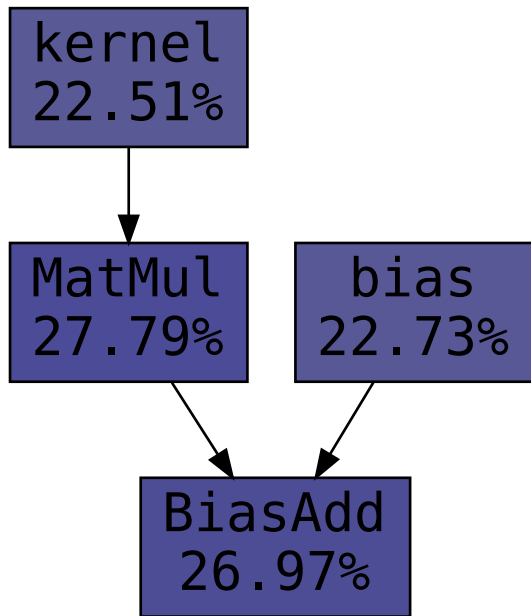 kernel
22.51%
MatMul
27.79%
bias
22.73%
BiasAdd
26.97%